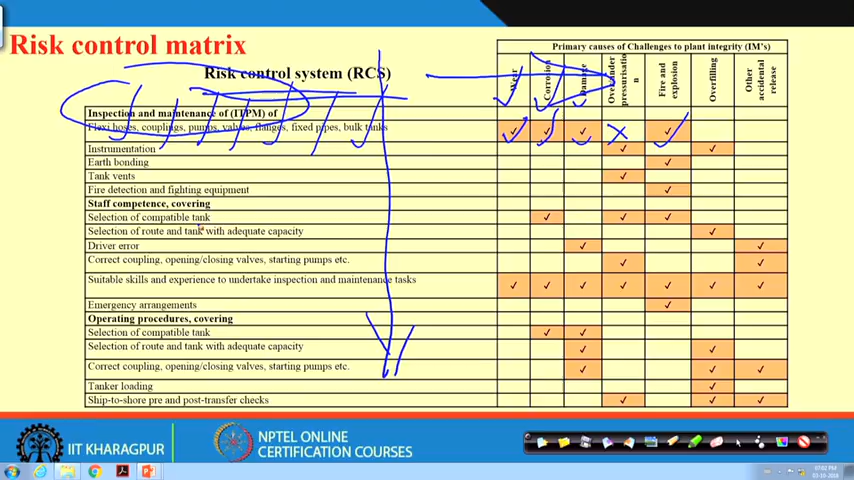 Risk control matrix
Risk control system (RCS)
Primary causes of Challenges to plant integrity (IM's)
Wear
Corrosion
Damage
Over/under pressurisatio n
Fire and explosion
Overfilling
Other accidental release
Inspection and maintenance of (ITPM) of
Flexi hoses, couplings, pumps, valves, flanges, fixed pipes, bulk tanks
Instrumentation
Earth bonding
Tank vents
Fire detection and fighting equipment
Staff competence, covering
Selection of compatible tank
Selection of route and tank with adequate capacity
Driver error
Correct coupling, opening/closing valves, starting pumps etc.
Suitable skills and experience to undertake inspection and maintenance tasks
Emergency arrangements
Operating procedures, covering
Selection of compatible tank
Selection of route and tank with adequate capacity
Correct coupling, opening/closing valves, starting pumps etc.
Tanker loading
Ship-to-shore pre and post-transfer checks
IIT KHARAGPUR
NPTEL ONLINE
CERTIFICATION COURSES
07:02 PM